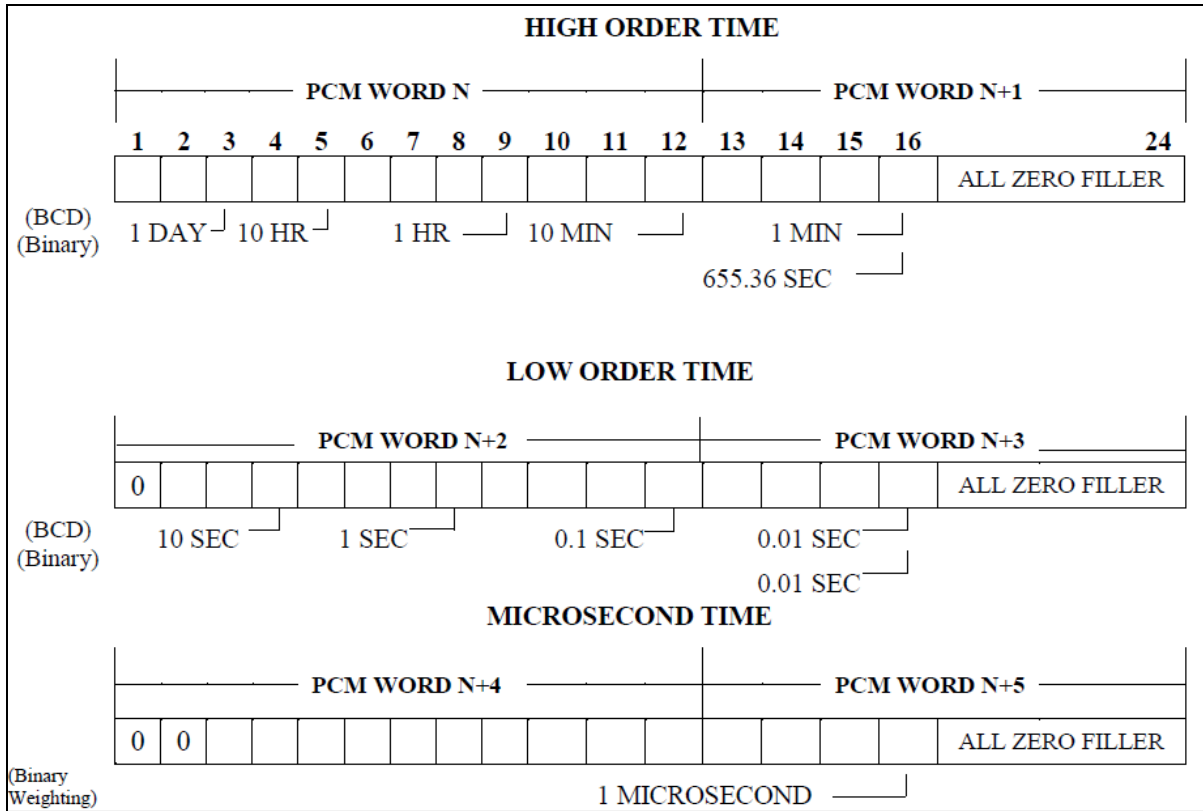 HIGH ORDER TIME
PCM WORD N PCM WORD N+1
1 2 3 4 5 6 7 8 9 10 11 12 13 14 15 16 24
ALL ZERO FILLER
(BCD) 1 DAY 10 HR 1 HR 10 MIN 1 MIN
(Binary) 655.36 SEC
LOW ORDER TIME
PCM WORD N+2 PCM WORD N+3
0 ALL ZERO FILLER
(BCD) 10 SEC 1 SEC 0.1 SEC 0.01 SEC
(Binary) 0.01 SEC
MICROSECOND TIME
PCM WORD N+4 PCM WORD N+5
0 0 ALL ZERO FILLER
(Binary
Weighting) 1 MICROSECOND